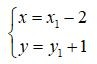 x = x₁ − 2
y = y₁ + 1